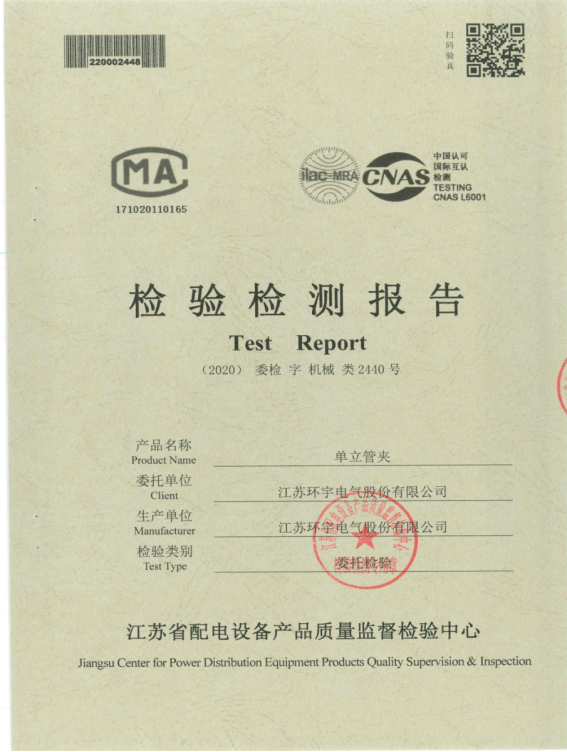 220002448
扫码验真
MA
171020110165
ilac-MRA
CNAS
中国认可
国际互认
检测
TESTING
CNAS L6001
检验检测报告
Test Report
（2020） 委检 字 机械 类2440号
产品名称
Product Name
单立管夹
委托单位
Client
江苏环宇电气股份有限公司
生产单位
Manufacturer
江苏环宇电气股份有限公司
检验类别
Test Type
委托检验
江苏省配电设备产品质量监督检验中心
Jiangsu Center for Power Distribution Equipment Products Quality Supervision & Inspection